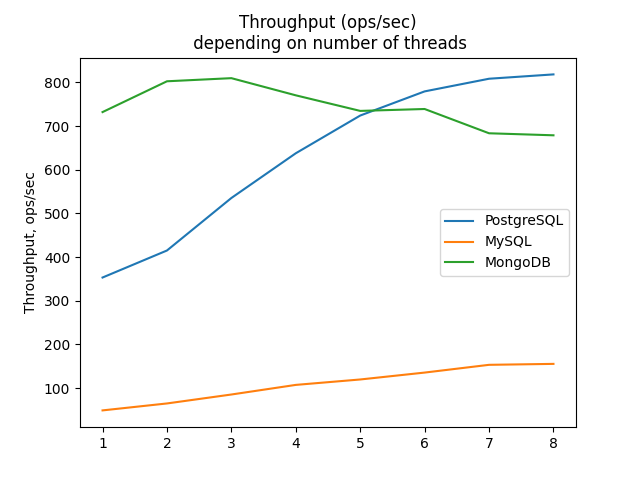 Throughput (ops/sec)
depending on number of threads
Throughput, ops/sec
800
700
600
500
400
300
200
100
1 2 3 4 5 6 7 8
PostgreSQL
MySQL
MongoDB